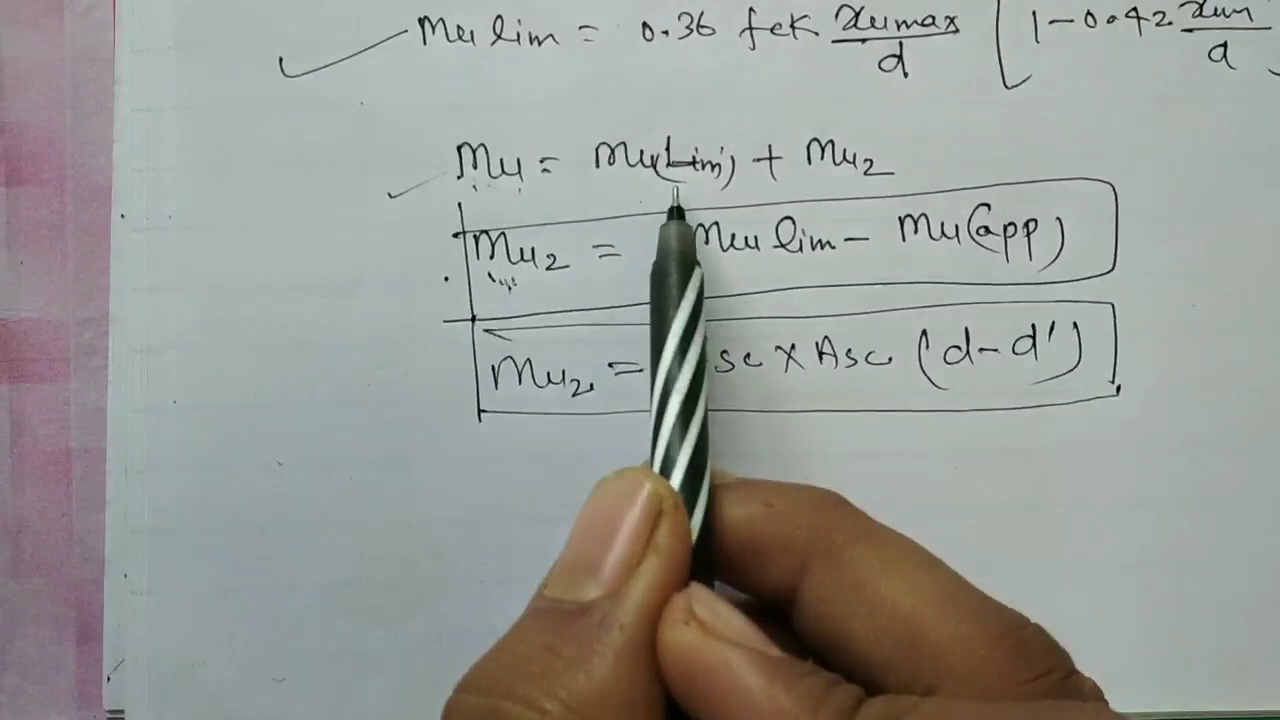 Mu lim = 0.36 fck xumax/d [1-0.42 xum/d
Mu = Mu(Lim) + Mu2
Mu2 = Mu lim - Mu(app)
Mu2 = sc x Asc (d-d')